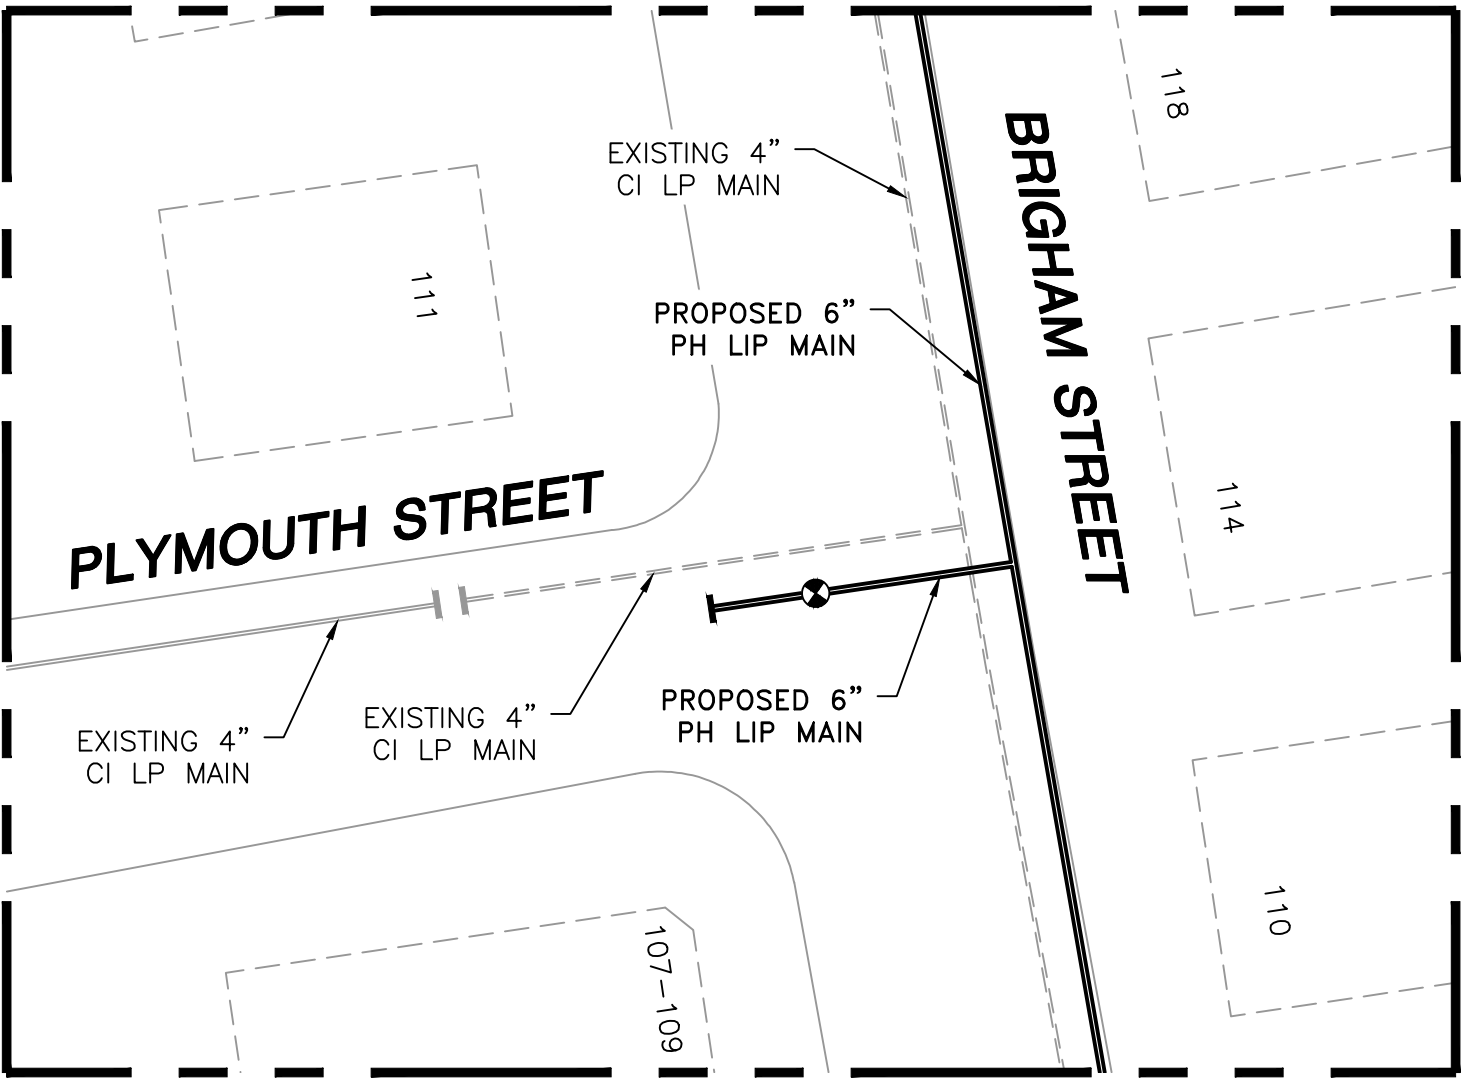 118
EXISTING 4”
CI LP MAIN
BRIGHAM STREET
111
PROPOSED 6”
PH LIP MAIN
PLYMOUTH STREET
114
EXISTING 4”
CI LP MAIN
EXISTING 4”
CI LP MAIN
PROPOSED 6”
PH LIP MAIN
110
107-109